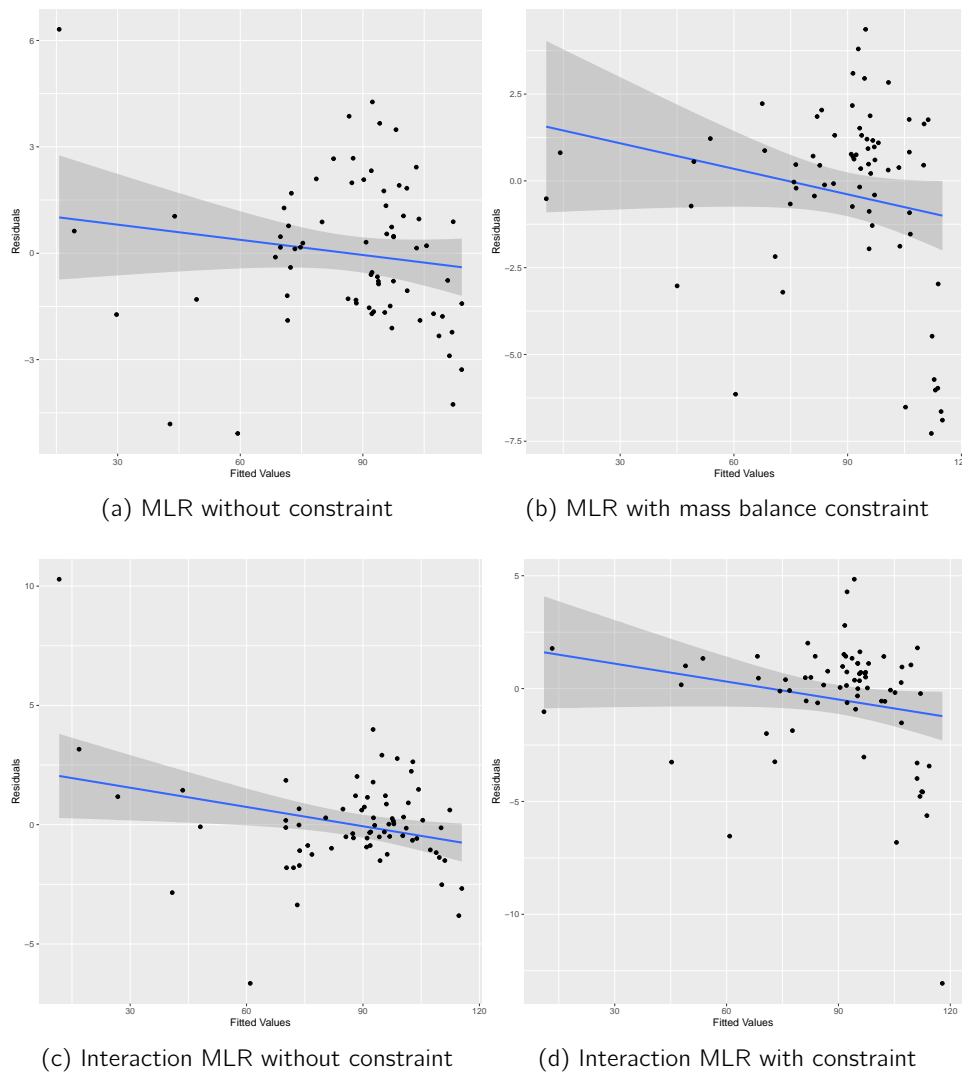 6
3
0
−3
Residuals
30
60
90
Fitted Values
(a) MLR without constraint
2.5
0.0
−2.5
−5.0
−7.5
Residuals
30
60
90
12
Fitted Values
(b) MLR with mass balance constraint
10
5
0
−5
Residuals
30
60
90
120
Fitted Values
(c) Interaction MLR without constraint
5
0
−5
−10
Residuals
30
60
90
120
Fitted Values
(d) Interaction MLR with constraint